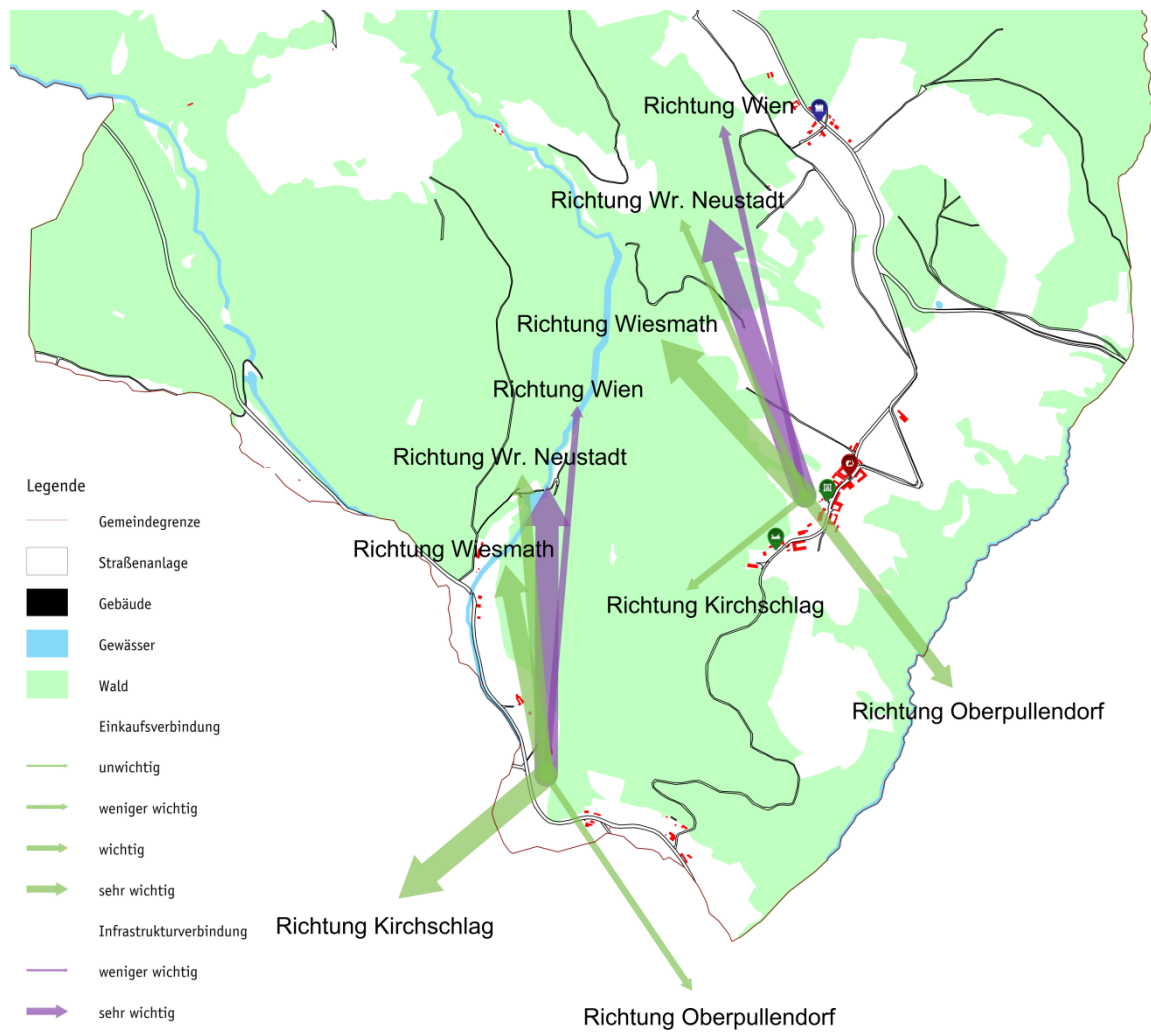 Richtung Wien
Richtung Wr. Neustadt
Richtung Wiesmath
Richtung Wien
Richtung Wr. Neustadt
Richtung Wiesmath
Richtung Kirchschlag
Richtung Oberpullendorf
Richtung Kirchschlag
Richtung Oberpullendorf
Legende
Gemeindegrenze
Straßenanlage
Gebäude
Gewässer
Wald
Einkaufsverbindung
unwichtig
weniger wichtig
wichtig
sehr wichtig
Infrastrukturverbindung
weniger wichtig
sehr wichtig